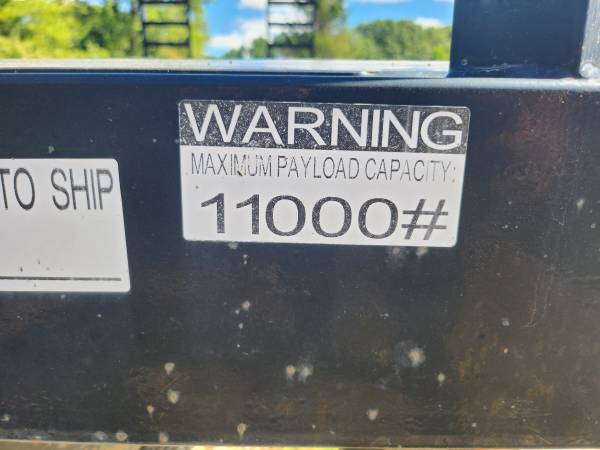 WARNING
MAXIMUM PAYLOAD CAPACITY:
11000#
TO SHIP